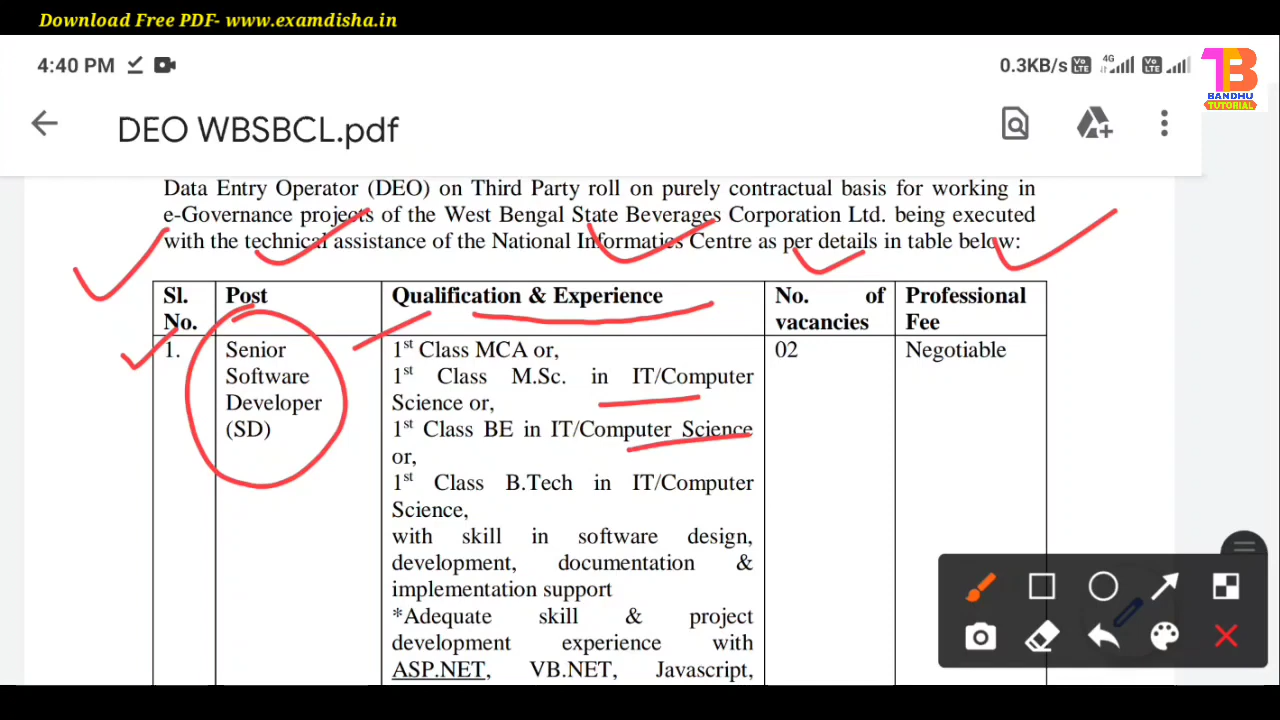 Download Free PDF- www.examdisha.in
4:40 PM
0.3KB/s Vo LTE 4G Vo LTE
BANDHU
TUTORIAL
DEO WBSBCL.pdf
Data Entry Operator (DEO) on Third Party roll on purely contractual basis for working in
e-Governance projects of the West Bengal State Beverages Corporation Ltd. being executed
with the technical assistance of the National Informatics Centre as per details in table below:
Sl. No.
Post
Qualification & Experience
No. of vacancies
Professional Fee
1.
Senior
Software
Developer
(SD)
1st Class MCA or,
1st Class M.Sc. in IT/Computer
Science or,
1st Class BE in IT/Computer Science
or,
1st Class B.Tech in IT/Computer
Science,
with skill in software design,
development, documentation &
implementation support
*Adequate skill & project
development experience with
ASP.NET, VB.NET, Javascript,
02
Negotiable